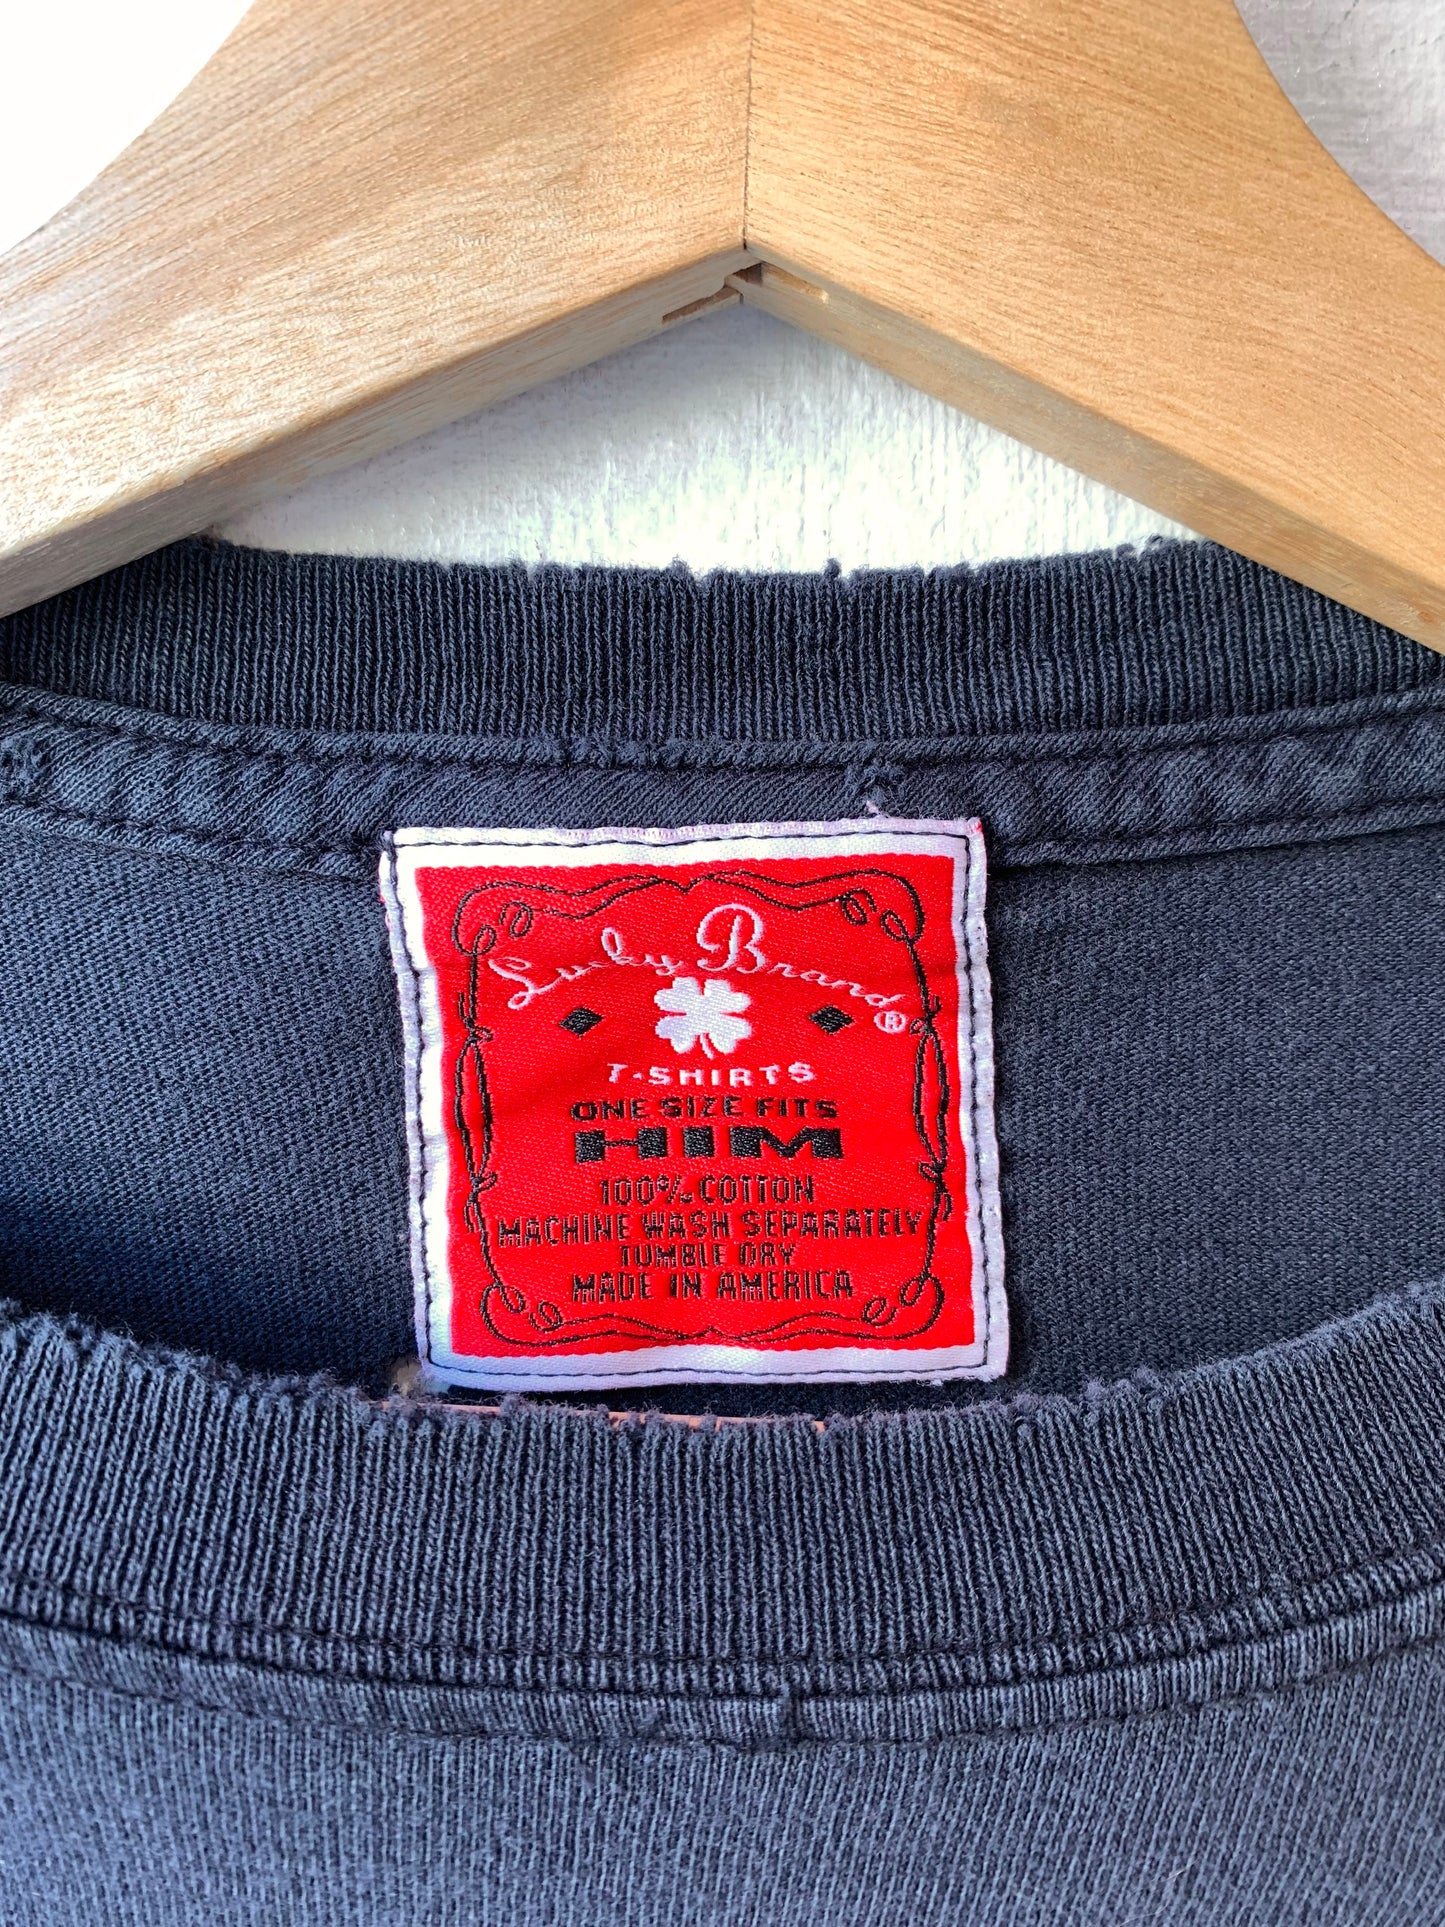 Lucky Brand®
T-SHIRTS
ONE SIZE FITS
HIM
100% COTTON
MACHINE WASH SEPARATELY
TUMBLE DRY
MADE IN AMERICA